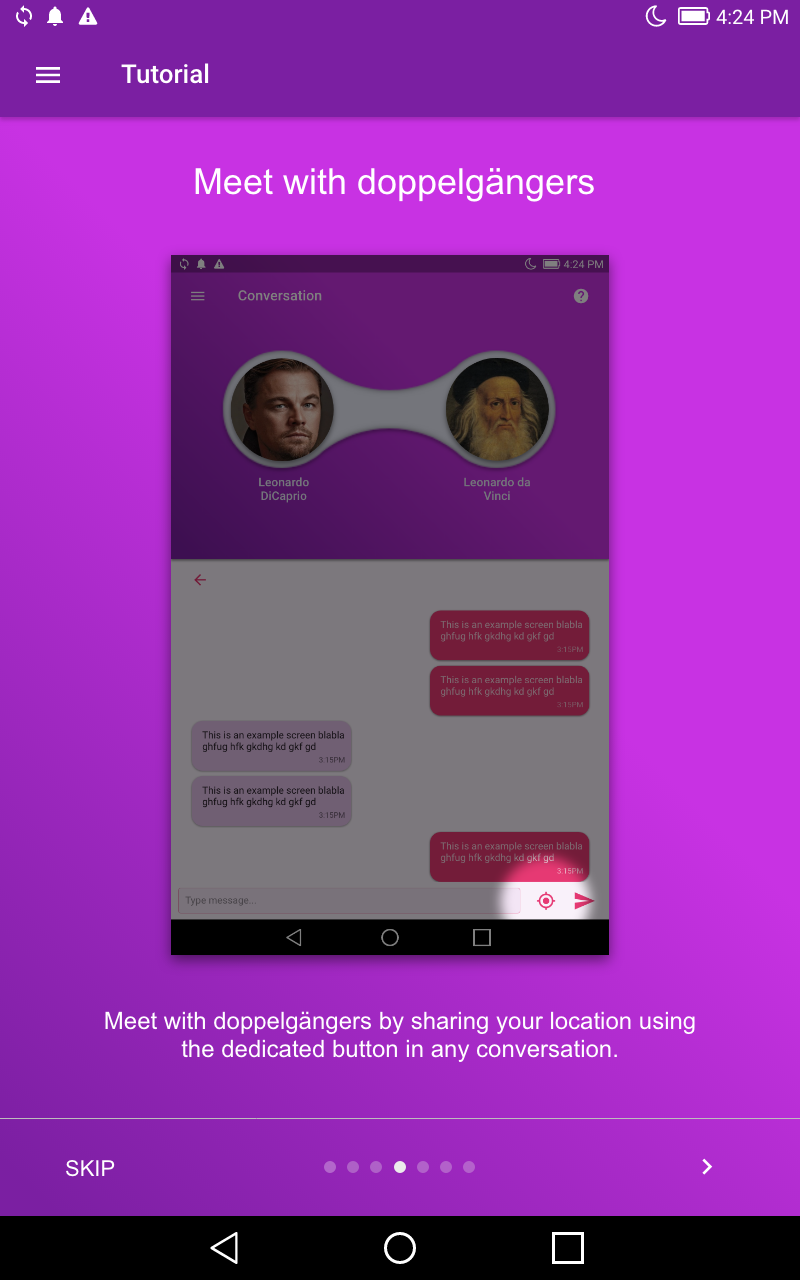 4:24 PM
Tutorial
Meet with doppelgängers
4:24 PM
Conversation
Leonardo
DiCaprio
Leonardo da
Vinci
This is an example screen blabla
ghfug hfk gkdhg kd gkf gd
3:15PM
This is an example screen blabla
ghfug hfk gkdhg kd gkf gd
3:15PM
This is an example screen blabla
ghfug hfk gkdhg kd gkf gd
3:15PM
This is an example screen blabla
ghfug hfk gkdhg kd gkf gd
3:15PM
This is an example screen blabla
ghfug hfk gkdhg kd gkf gd
3:15PM
Type message...
Meet with doppelgängers by sharing your location using
the dedicated button in any conversation.
SKIP